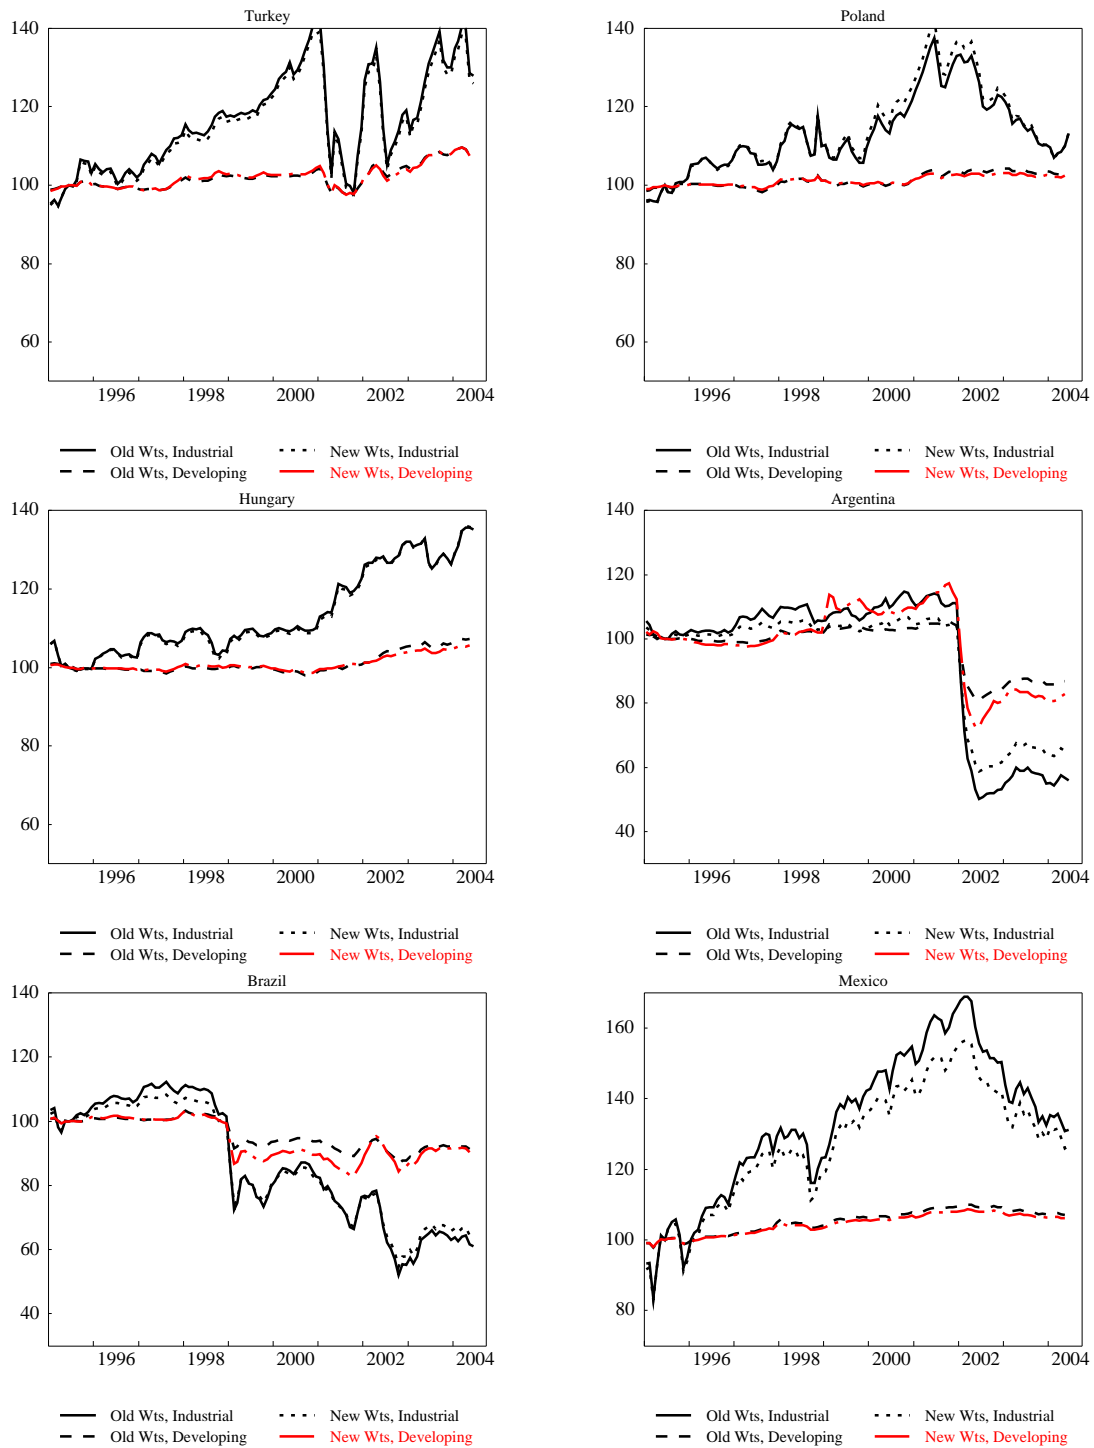 Turkey
140
120
100
80
60
1996 1998 2000 2002 2004
Old Wts, Industrial New Wts, Industrial
Old Wts, Developing New Wts, Developing
Poland
140
120
100
80
60
1996 1998 2000 2002 2004
Old Wts, Industrial New Wts, Industrial
Old Wts, Developing New Wts, Developing
Hungary
140
120
100
80
60
1996 1998 2000 2002 2004
Old Wts, Industrial New Wts, Industrial
Old Wts, Developing New Wts, Developing
Argentina
140
120
100
80
60
40
1996 1998 2000 2002 2004
Old Wts, Industrial New Wts, Industrial
Old Wts, Developing New Wts, Developing
Brazil
140
120
100
80
60
40
1996 1998 2000 2002 2004
Old Wts, Industrial New Wts, Industrial
Old Wts, Developing New Wts, Developing
Mexico
160
140
120
100
80
1996 1998 2000 2002 2004
Old Wts, Industrial New Wts, Industrial
Old Wts, Developing New Wts, Developing